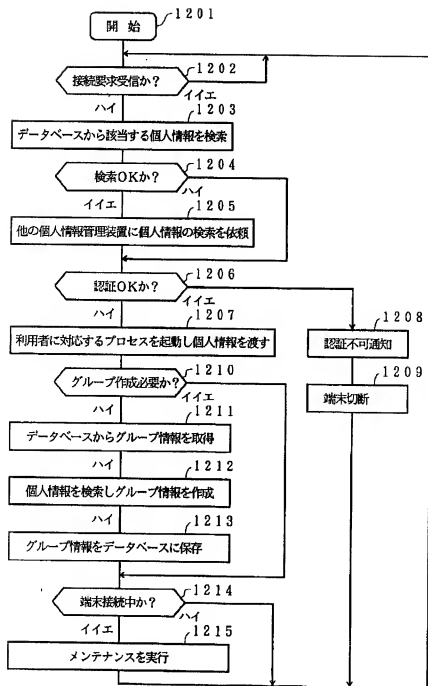 1201
開始
1202
接続要求受信か?
イイエ
ハイ
1203
データベースから該当する個人情報を検索
1204
検索OKか?
ハイ
イイエ
1205
他の個人情報管理装置に個人情報の検索を依頼
1206
認証OKか?
イイエ
ハイ
1207
利用者に対応するプロセスを起動し個人情報を渡す
1208
認証不可通知
1210
グループ作成必要か?
イイエ
1209
端末切断
ハイ
1211
データベースからグループ情報を取得
ハイ
1212
個人情報を検索しグループ情報を作成
ハイ
1213
グループ情報をデータベースに保存
1214
端末接続中か?
ハイ
イイエ
1215
メンテナンスを実行